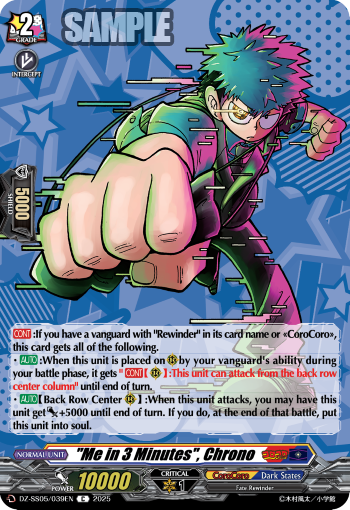 2
GRADE
SAMPLE
INTERCEPT
5000
SHIELD
CONT:If you have a vanguard with "Rewinder" in its card name or «CoroCoro»,
this card gets all of the following.
・AUTO:When this unit is placed on RC by your vanguard's ability during
your battle phase, it gets "CONT[RC]:This unit can attack from the back row
center column" until end of turn.
・AUTO[Back Row Center RC]:When this unit attacks, you may have this
unit get +5000 until end of turn. If you do, at the end of that battle, put
this unit into soul.
NORMAL UNIT
"Me in 3 Minutes", Chrono
POWER 10000
CRITICAL
1
CoroCoro Dark States
Fate Rewinder
DZ-SS05/039EN C 2025
©木村風太/小学館